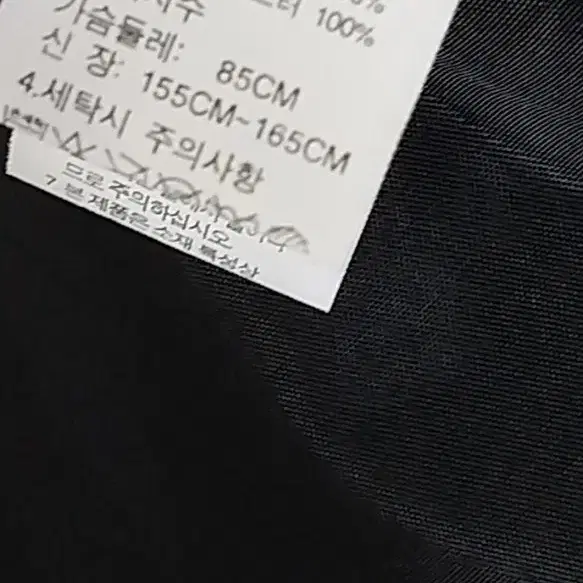 100%
가슴둘레: 85CM
신 장: 155CM~165CM
4.세탁시 주의사항
므로 주의하십시오
7 본 제품은 소재 특성상